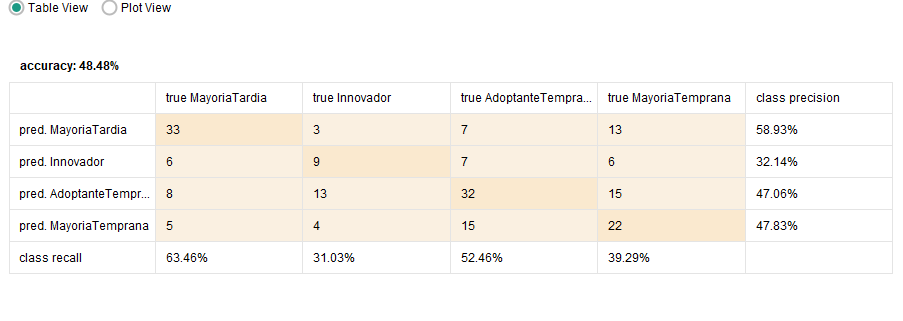 Table View Plot View
accuracy: 48.48%
true MayoriaTardia true Innovador true AdoptanteTempra... true MayoriaTemprana class precision
pred. MayoriaTardia 33 3 7 13 58.93%
pred. Innovador 6 9 7 6 32.14%
pred. AdoptanteTempr... 8 13 32 15 47.06%
pred. MayoriaTemprana 5 4 15 22 47.83%
class recall 63.46% 31.03% 52.46% 39.29%